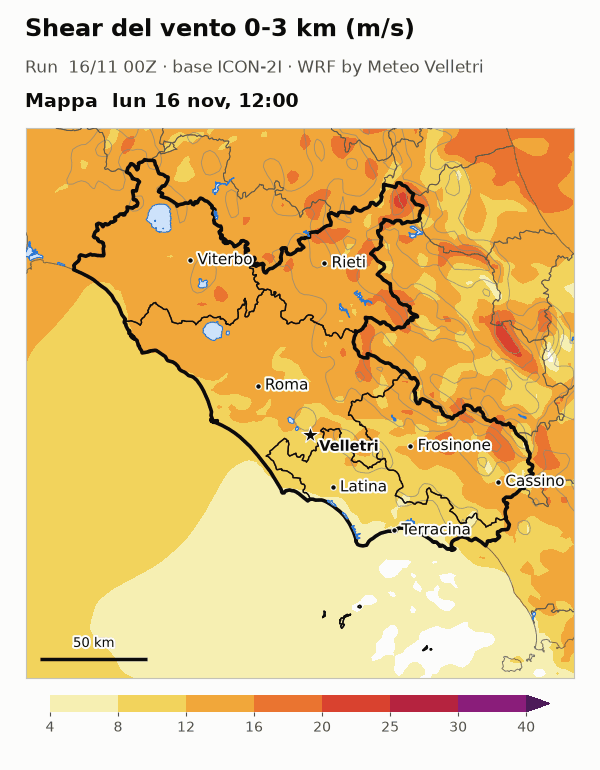 Shear del vento 0-3 km (m/s)
Run  16/11 00Z · base ICON-2I · WRF by Meteo Velletri
Mappa  lun 16 nov, 12:00
Viterbo
Rieti
Roma
Velletri
Frosinone
Latina
Cassino
Terracina
50 km
4 8 12 16 20 25 30 40